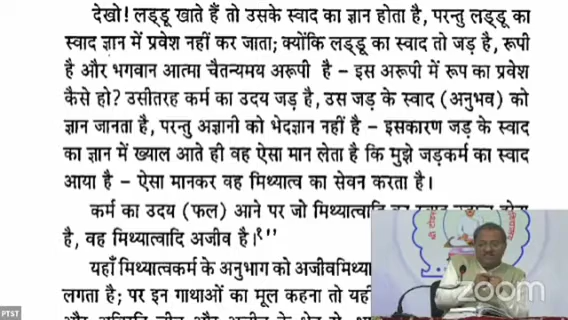 देखो! लड्डू खाते हैं तो उसके स्वाद का ज्ञान होता है, परन्तु लड्डू का
स्वाद ज्ञान में प्रवेश नहीं कर जाता; क्योंकि लड्डू का स्वाद तो जड़ है, रूपी
है और भगवान आत्मा चैतन्यमय अरूपी है – इस अरूपी में रूप का प्रवेश
कैसे हो? उसीतरह कर्म का उदय जड़ है, उस जड़ के स्वाद (अनुभव) को
ज्ञान जानता है, परन्तु अज्ञानी को भेदज्ञान नहीं है – इसकारण जड़ के स्वाद
का ज्ञान में ख्याल आते ही वह ऐसा मान लेता है कि मुझे जड़कर्म का स्वाद
आया है – ऐसा मानकर वह मिथ्यात्व का सेवन करता है।
कर्म का उदय (फल) आने पर जो मिथ्यात्वादि
है, वह मिथ्यात्वादि अजीव है।१"
यहाँ मिथ्यात्वकर्म के अनुभाग को अजीवमिथ्या
लगता है; पर इन गाथाओं का मूल कहना तो यही
PTST
zoom